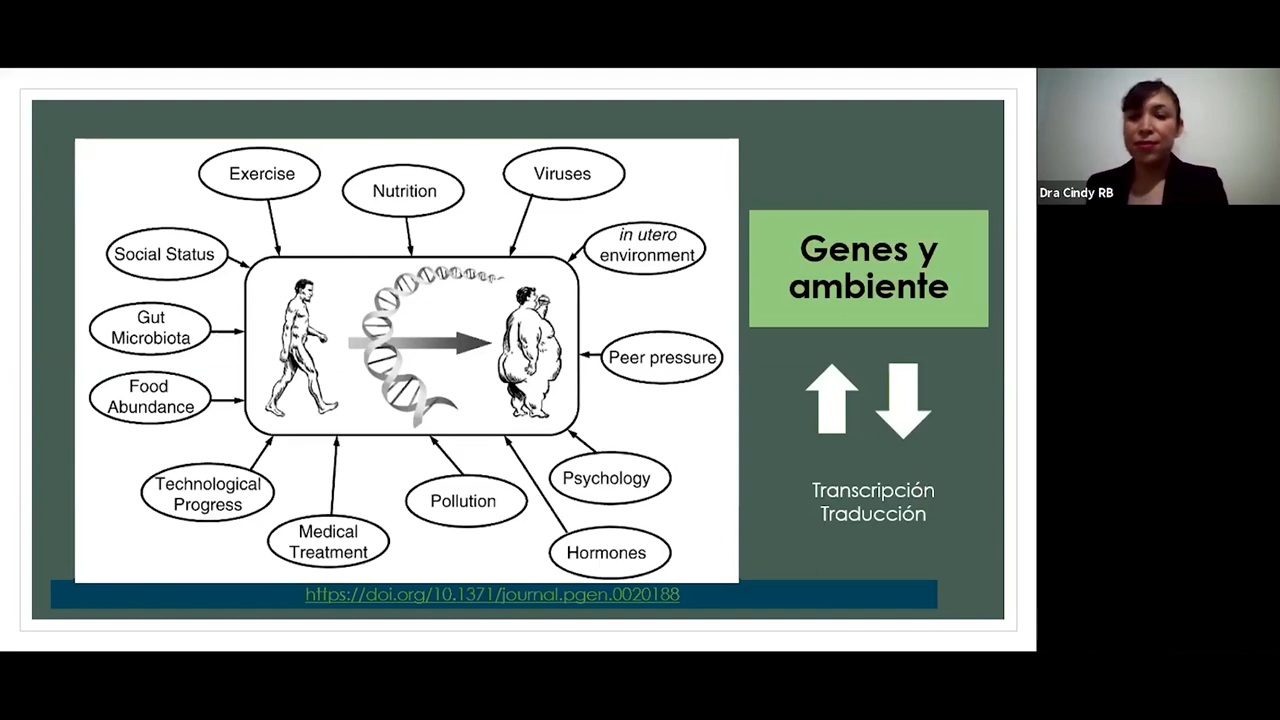 Exercise
Nutrition
Viruses
Social Status
in utero
environment
Gut
Microbiota
Peer pressure
Food
Abundance
Technological
Progress
Medical
Treatment
Pollution
Psychology
Hormones
Genes y
ambiente
Transcripción
Traducción
https://doi.org/10.1371/journal.pgen.0020188
Dra Cindy RB